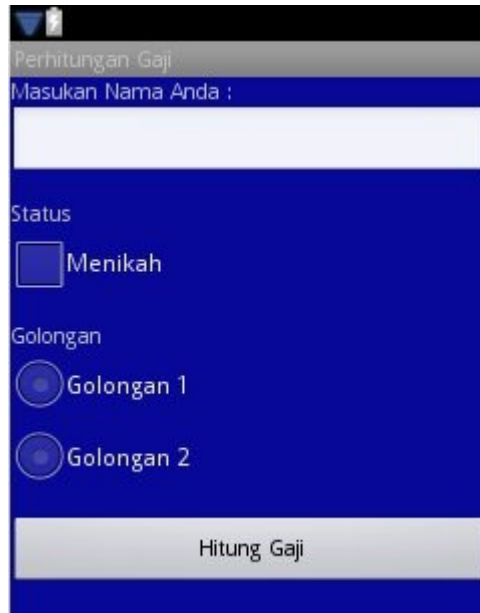 Perhitungan Gaji
Masukan Nama Anda :
Status
Menikah
Golongan
Golongan 1
Golongan 2
Hitung Gaji